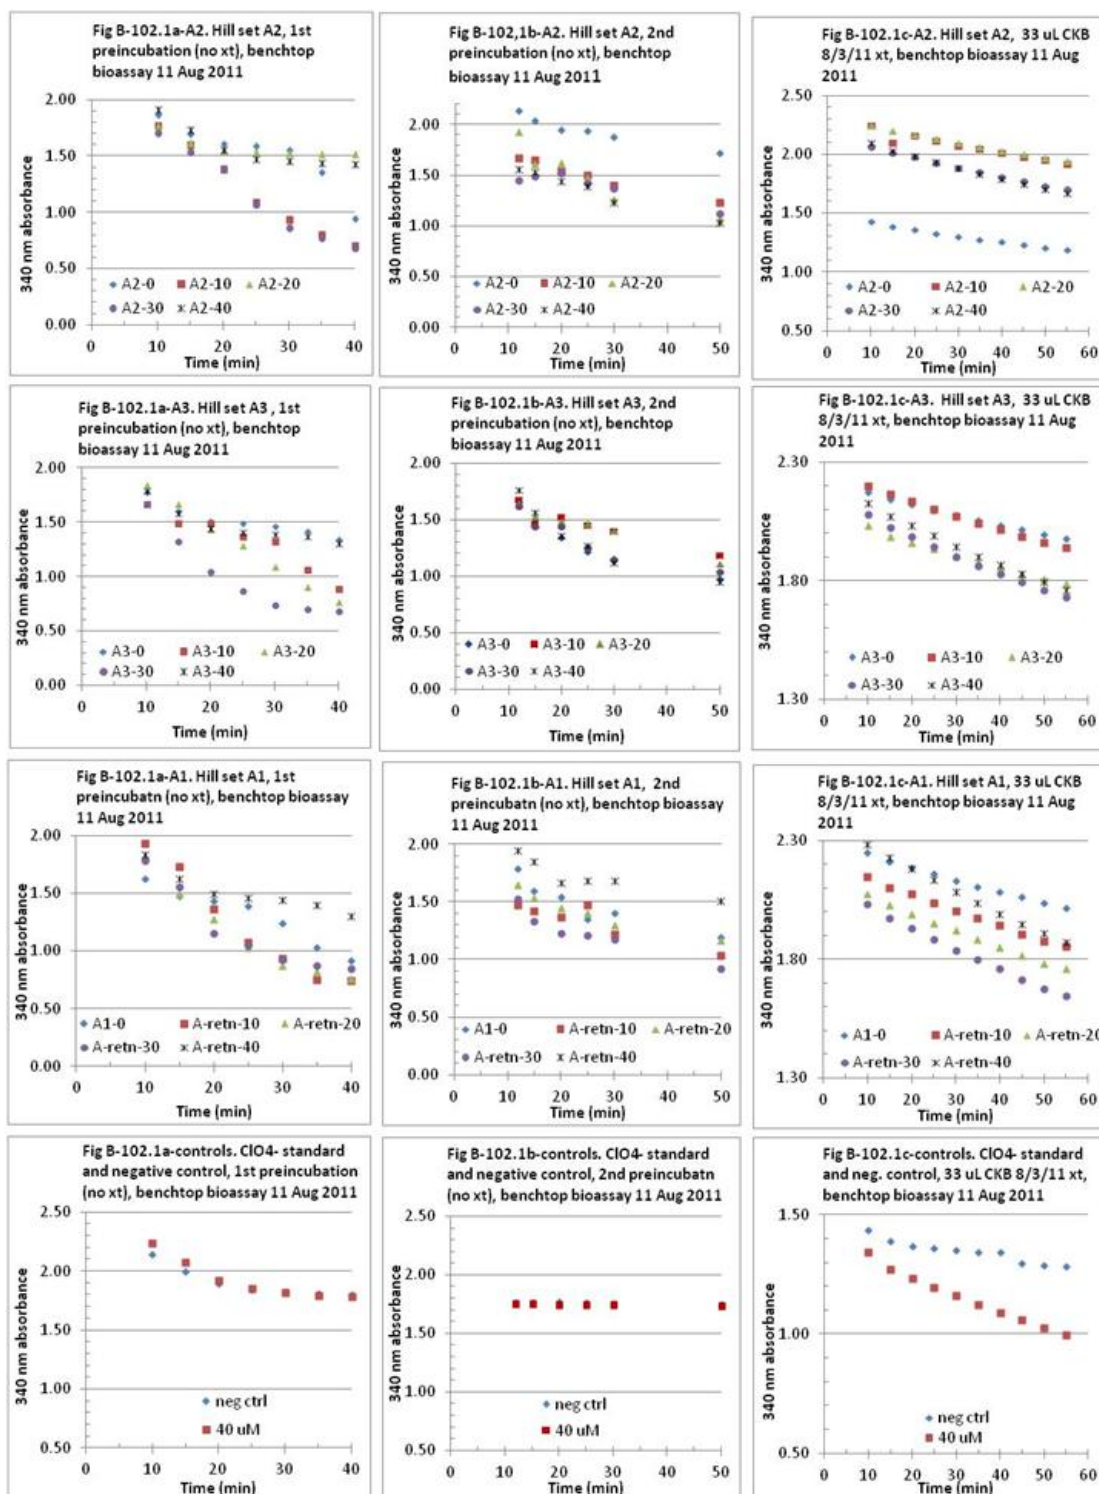 Fig B-102.1a-A2. Hill set A2, 1st
preincubation (no xt), benchtop
bioassay 11 Aug 2011
340 nm absorbance
2.00
1.50
1.00
0.50
0.00
A2-0 A2-10 A2-20
A2-30 A2-40
0 10 20 30 40
Time (min)
Fig B-102,1b-A2. Hill set A2, 2nd
preincubation (no xt), benchtop
bioassay 11 Aug 2011
340 nm absorbance
2.00
1.50
1.00
0.50
0.00
A2-0 A2-10 A2-20
A2-30 A2-40
0 10 20 30 40 50
Time (min)
Fig B-102.1c-A2. Hill set A2, 33 uL CKB
8/3/11 xt, benchtop bioassay 11 Aug
2011
340 nm absorbance
2.50
2.00
1.50
1.00
0.50
A2-0 A2-10 A2-20
A2-30 A2-40
0 10 20 30 40 50 60
Time (min)
Fig B-102.1a-A3. Hill set A3 , 1st
preincubation (no xt), benchtop
bioassay 11 Aug 2011
340 nm absorbance
2.00
1.50
1.00
0.50
0.00
A3-0 A3-10 A3-20
A3-30 A3-40
0 10 20 30 40
Time (min)
Fig B-102.1b-A3. Hill set A3, 2nd
preincubation (no xt), benchtop
bioassay 11 Aug 2011
340 nm absorbance
2.00
1.50
1.00
0.50
0.00
A3-0 A3-10 A3-20
A3-30 A3-40
0 10 20 30 40 50
Time (min)
Fig B-102.1c-A3. Hill set A3, 33 uL CKB
8/3/11 xt, benchtop bioassay 11 Aug
2011
340 nm absorbance
2.30
1.80
1.30
A3-0 A3-10 A3-20
A3-30 A3-40
0 10 20 30 40 50 60
Time (min)
Fig B-102.1a-A1. Hill set A1, 1st
preincubatn (no xt), benchtop bioassay
11 Aug 2011
340 nm absorbance
2.00
1.50
1.00
0.50
0.00
A1-0 A-retn-10 A-retn-20
A-retn-30 A-retn-40
0 10 20 30 40
Time (min)
Fig B-102.1b-A1. Hill set A1, 2nd
preincubatn (no xt), benchtop bioassay
11 Aug 2011
340 nm absorbance
2.00
1.50
1.00
0.50
0.00
A1-0 A-retn-10 A-retn-20
A-retn-30 A-retn-40
0 10 20 30 40 50
Time (min)
Fig B-102.1c-A1. Hill set A1, 33 uL CKB
8/3/11 xt, benchtop bioassay 11 Aug
2011
340 nm absorbance
2.30
1.80
1.30
A1-0 A-retn-10 A-retn-20
A-retn-30 A-retn-40
0 10 20 30 40 50 60
Time (min)
Fig B-102.1a-controls. ClO4- standard
and negative control, 1st preincubation
(no xt), benchtop bioassay 11 Aug 2011
340 nm absorbance
2.50
2.00
1.50
1.00
0.50
neg ctrl
40 uM
0 10 20 30 40
Time (min)
Fig B-102.1b-controls. ClO4- standard
and negative control, 2nd preincubatn
(no xt), benchtop bioassay 11 Aug 2011
340 nm absorbance
2.50
2.00
1.50
1.00
0.50
neg ctrl
40 uM
0 10 20 30 40 50
Time (min)
Fig B-102.1c-controls. ClO4- standard
and neg. control, 33 uL CKB 8/3/11 xt,
benchtop bioassay 11 Aug 2011
340 nm absorbance
1.50
1.00
0.50
neg ctrl
40 uM
0 10 20 30 40 50 60
Time (min)